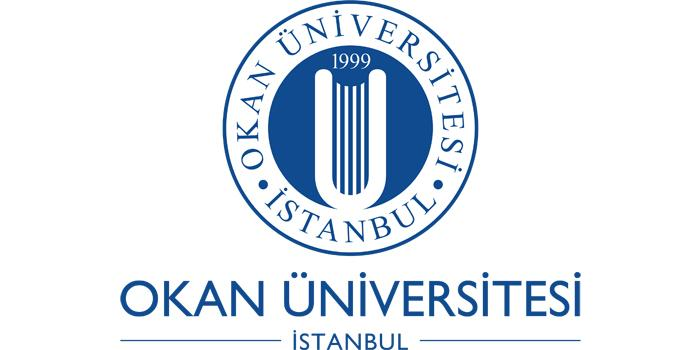 OKAN ÜNİVERSİTESİ
1999
• İSTANBUL •
OKAN ÜNİVERSİTESİ
İSTANBUL